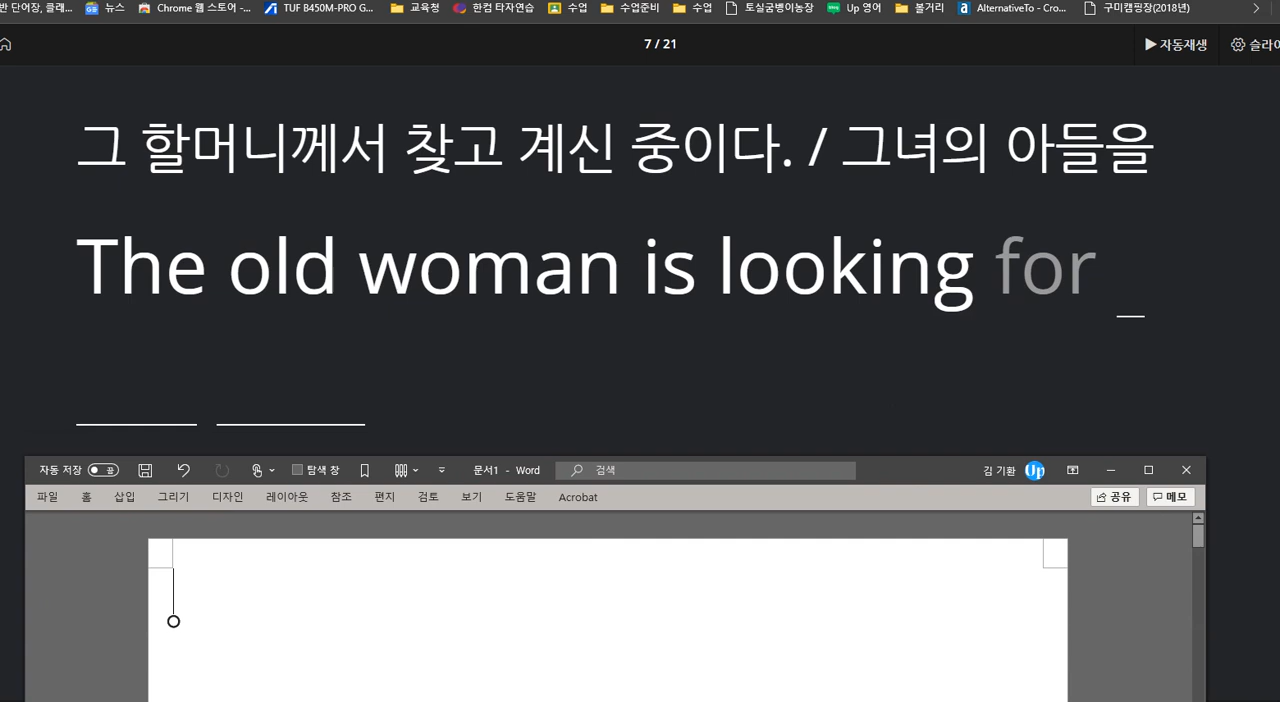 반 단어장, 클래... 뉴스 Chrome 웹 스토어 -... TUF B450M-PRO G... 교육청 한컴 타자연습 수업 수업준비 수업 토실굼벵이농장 Up 영어 볼거리 AlternativeTo - Cro... 구미캠핑장(2018년)
7 / 21 자동재생 슬라이
그 할머니께서 찾고 계신 중이다. / 그녀의 아들을
The old woman is looking for _
자동 저장 끔 탐색 창 문서1 - Word 검색 김 기환 Up
파일 홈 삽입 그리기 디자인 레이아웃 참조 편지 검토 보기 도움말 Acrobat 공유 메모